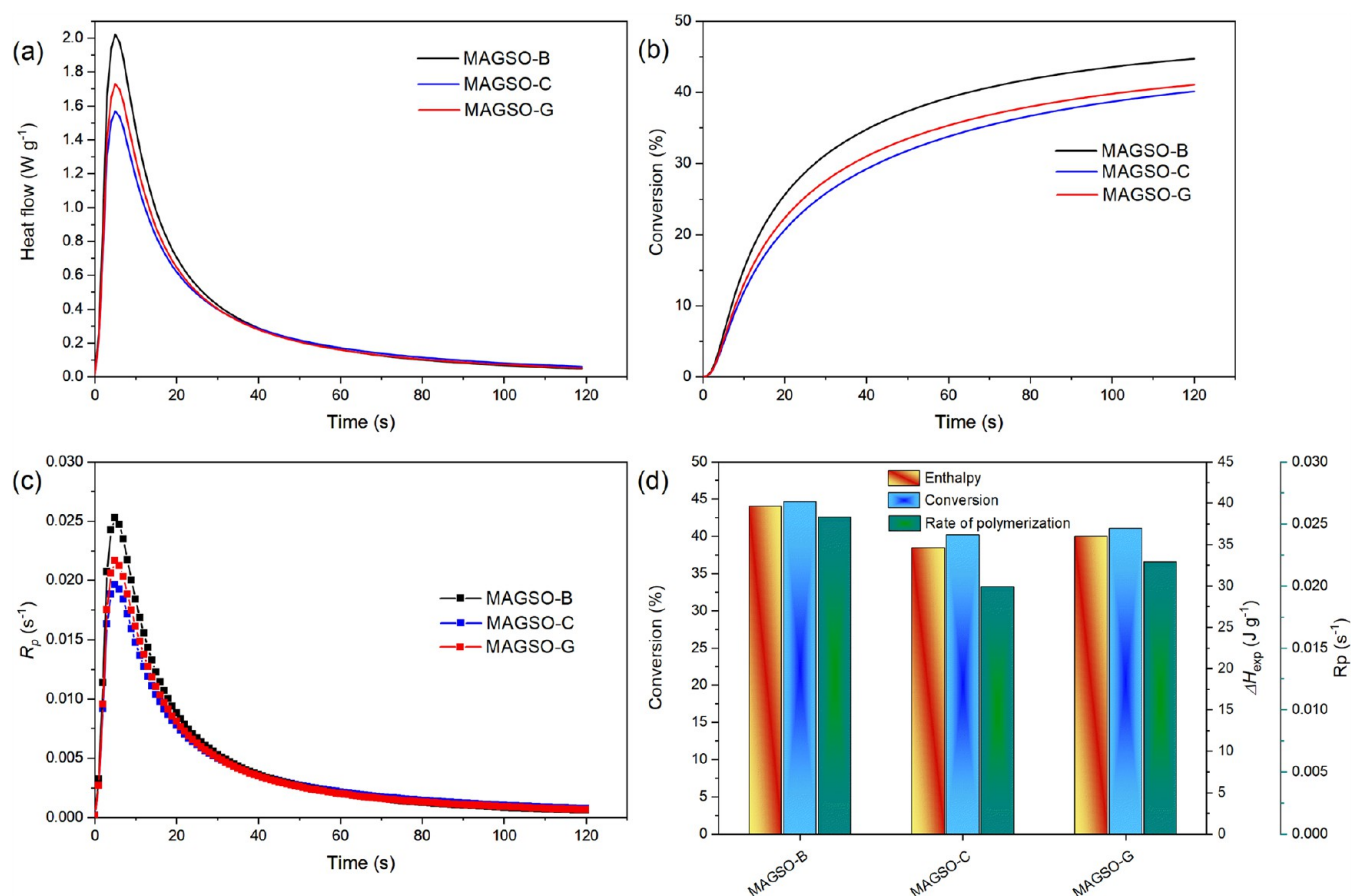 (a)
2.0
1.8
1.6
1.4
1.2
1.0
0.8
0.6
0.4
0.2
0.0
Heat flow (W g⁻¹)
MAGSO-B
MAGSO-C
MAGSO-G
0 20 40 60 80 100 120
Time (s)
(b)
50
40
30
20
10
0
Conversion (%)
MAGSO-B
MAGSO-C
MAGSO-G
0 20 40 60 80 100 120
Time (s)
(c)
0.030
0.025
0.020
0.015
0.010
0.005
0.000
Rp (s⁻¹)
MAGSO-B
MAGSO-C
MAGSO-G
0 20 40 60 80 100 120
Time (s)
(d)
50
45
40
35
30
25
20
15
10
5
0
Conversion (%)
Enthalpy
Conversion
Rate of polymerization
MAGSO-B
MAGSO-C
MAGSO-G
45
40
35
30
25
20
15
10
5
0
ΔHexp (J g⁻¹)
0.030
0.025
0.020
0.015
0.010
0.005
0.000
Rp (s⁻¹)